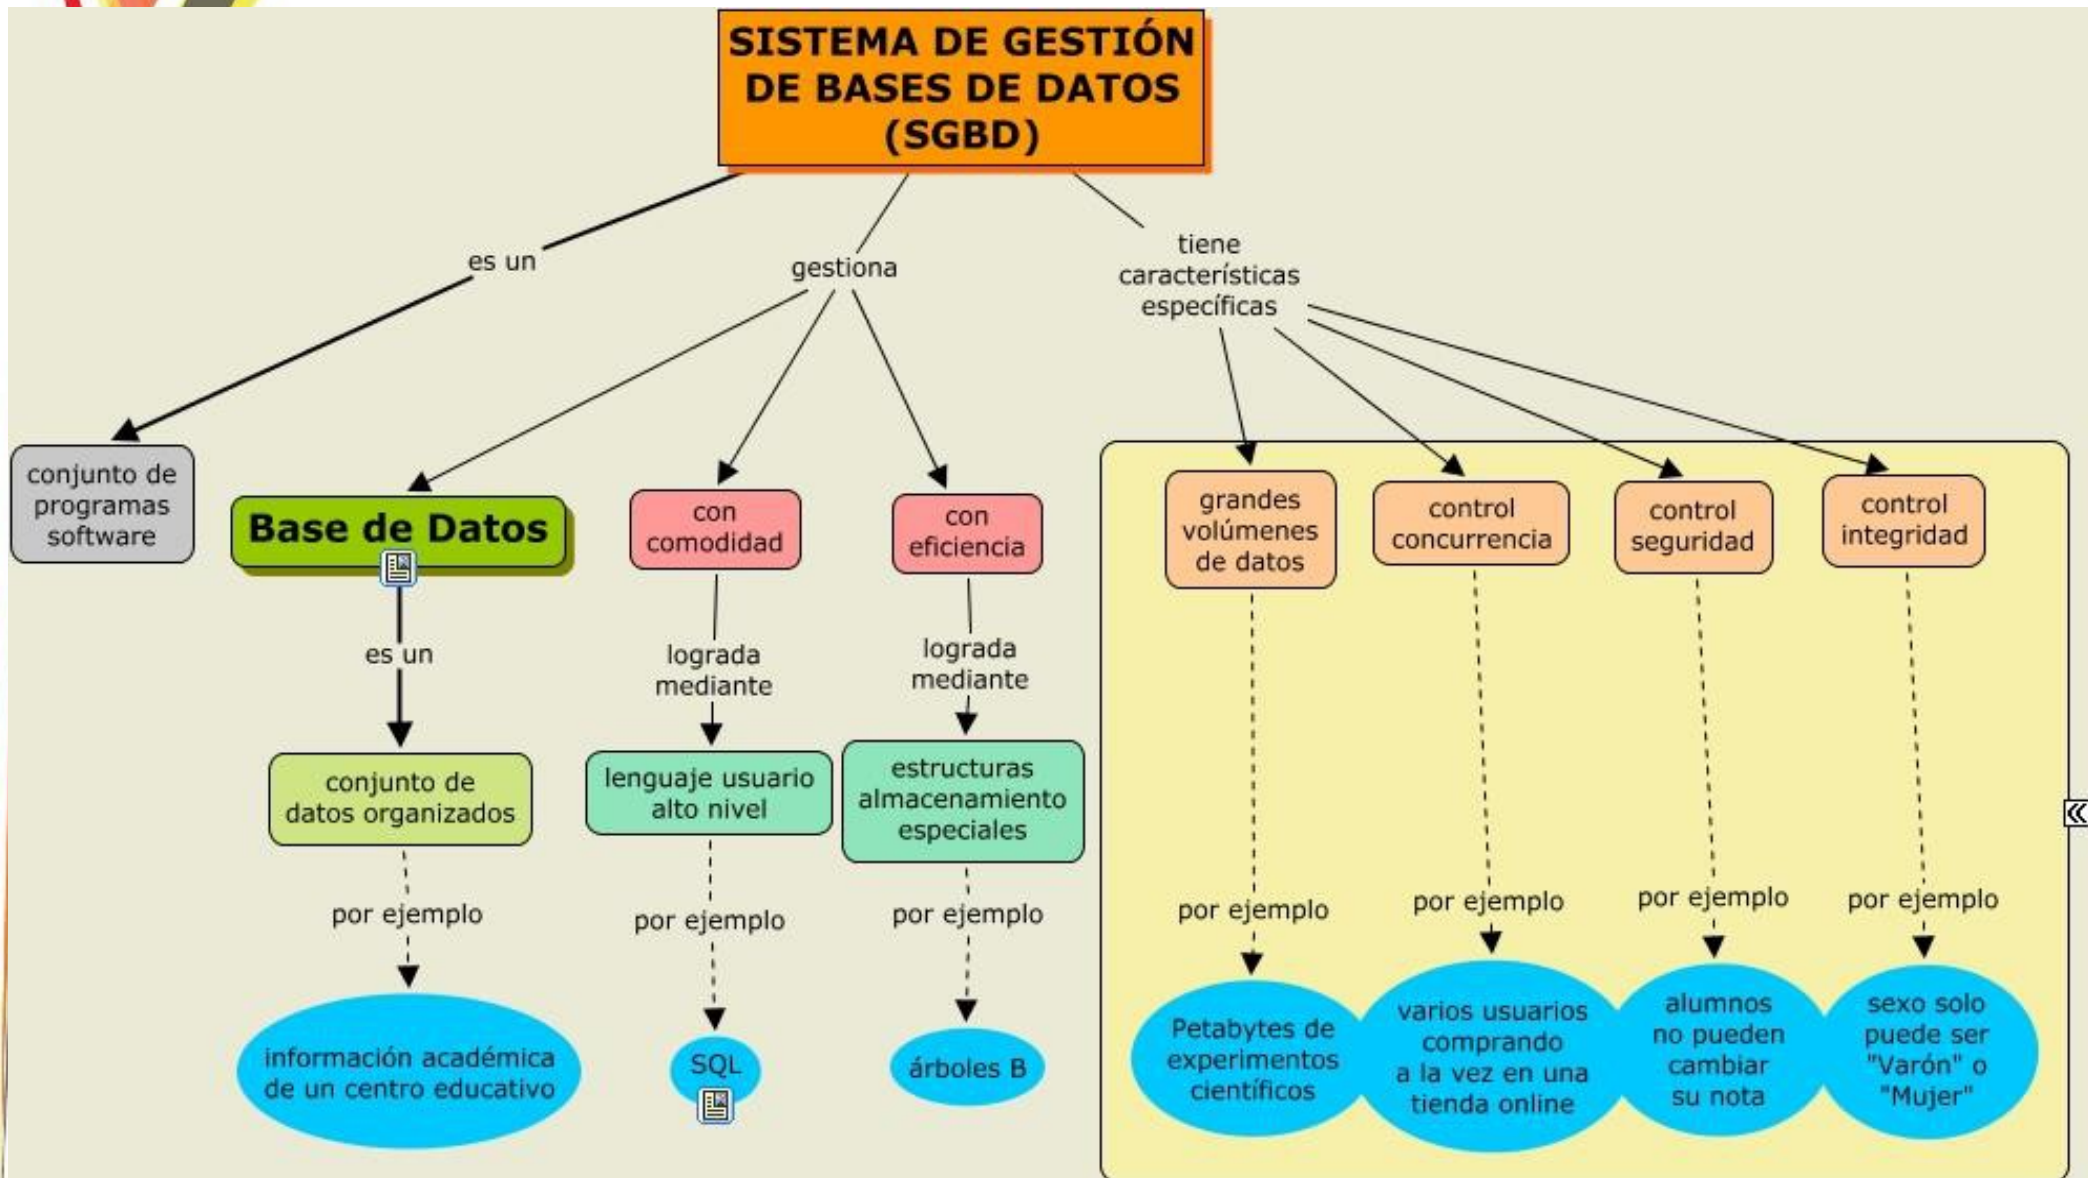 SISTEMA DE GESTIÓN
DE BASES DE DATOS
(SGBD)
es un
gestiona
tiene
características
específicas
conjunto de
programas
software
Base de Datos
con
comodidad
con
eficiencia
grandes
volúmenes
de datos
control
concurrencia
control
seguridad
control
integridad
es un
lograda
mediante
lograda
mediante
conjunto de
datos organizados
lenguaje usuario
alto nivel
estructuras
almacenamiento
especiales
por ejemplo
por ejemplo
por ejemplo
por ejemplo
por ejemplo
por ejemplo
por ejemplo
información académica
de un centro educativo
SQL
árboles B
Petabytes de
experimentos
científicos
varios usuarios
comprando
a la vez en una
tienda online
alumnos
no pueden
cambiar
su nota
sexo solo
puede ser
"Varón" o
"Mujer"